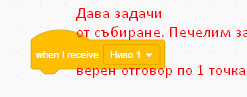 Дава задачи
от събиране. Печелим за
when I receive Ниво 1
верен отговор по 1 точка